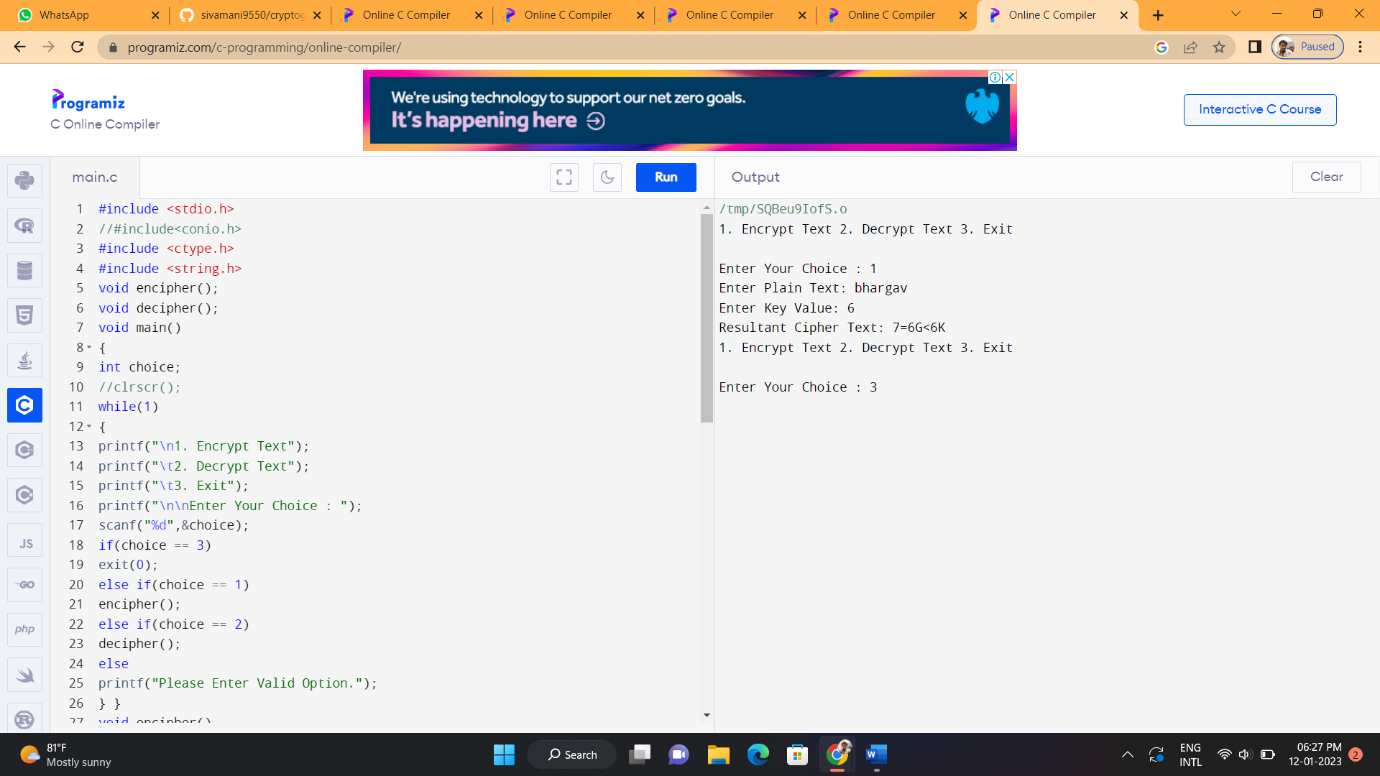 WhatsApp
sivamani9550/cryptog
Online C Compiler
Online C Compiler
Online C Compiler
Online C Compiler
Online C Compiler
programiz.com/c-programming/online-compiler/
Paused
Programiz
C Online Compiler
We're using technology to support our net zero goals.
It's happening here
Interactive C Course
main.c
Run
Output
Clear
1 #include <stdio.h>
2 //#include<conio.h>
3 #include <ctype.h>
4 #include <string.h>
5 void encipher();
6 void decipher();
7 void main()
8 {
9 int choice;
10 //clrscr();
11 while(1)
12 {
13 printf("\n1. Encrypt Text");
14 printf("\t2. Decrypt Text");
15 printf("\t3. Exit");
16 printf("\n\nEnter Your Choice : ");
17 scanf("%d",&choice);
18 if(choice == 3)
19 exit(0);
20 else if(choice == 1)
21 encipher();
22 else if(choice == 2)
23 decipher();
24 else
25 printf("Please Enter Valid Option.");
26 } }
27 void encipher()
/tmp/SQBeu9IofS.o
1. Encrypt Text 2. Decrypt Text 3. Exit
Enter Your Choice : 1
Enter Plain Text: bhargav
Enter Key Value: 6
Resultant Cipher Text: 7=6G<6K
1. Encrypt Text 2. Decrypt Text 3. Exit
Enter Your Choice : 3
JS
GO
php
81°F
Mostly sunny
Search
ENG
INTL
06:27 PM
12-01-2023
2